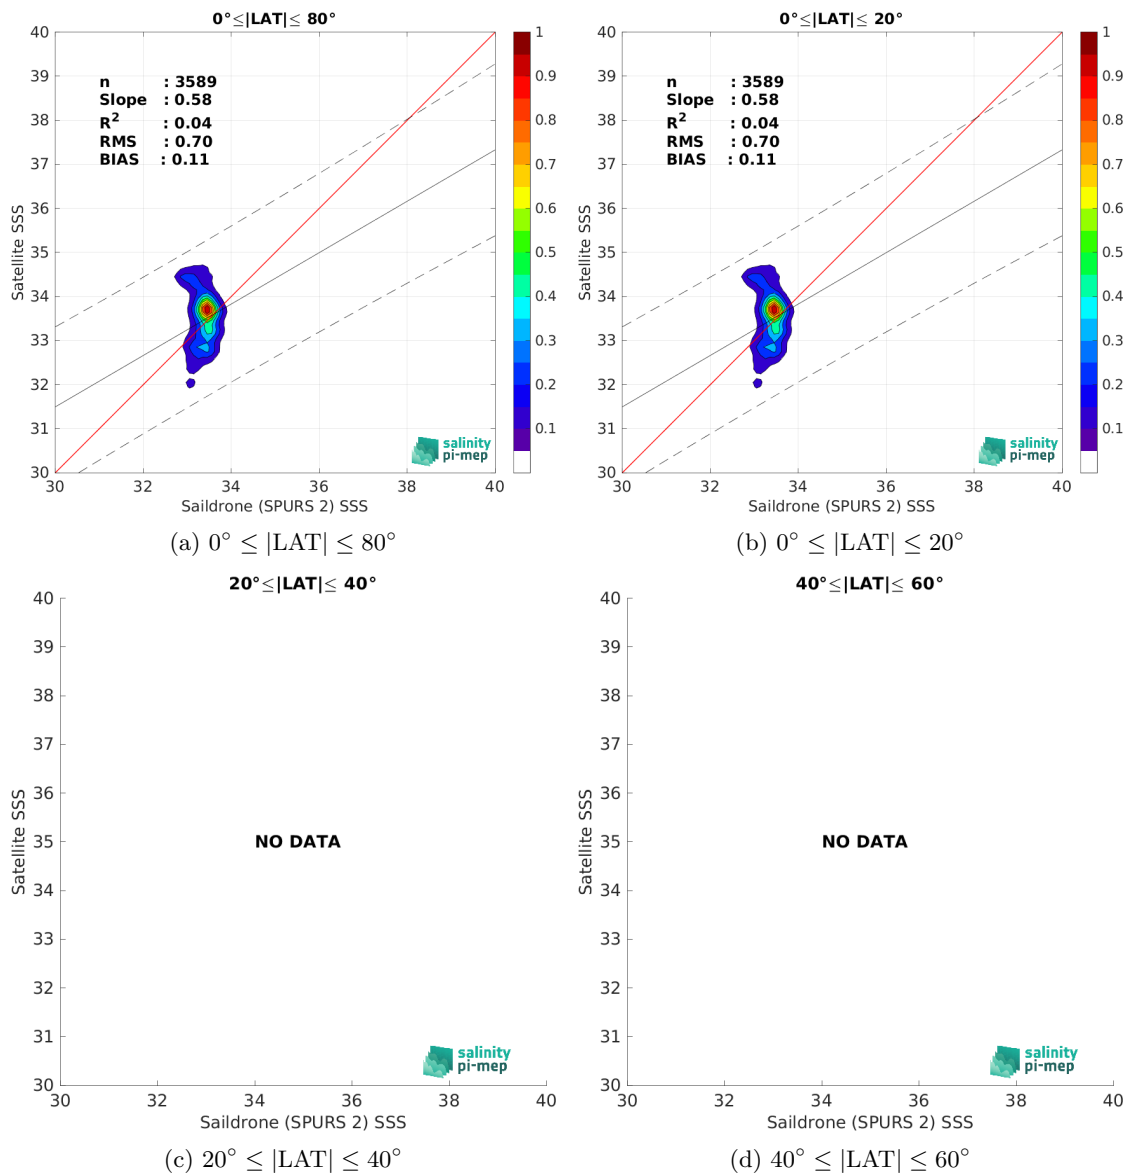 0°≤|LAT|≤ 80°
40
39
38
37
36
35
34
33
32
31
30
Satellite SSS
n : 3589
Slope : 0.58
R² : 0.04
RMS : 0.70
BIAS : 0.11
1
0.9
0.8
0.7
0.6
0.5
0.4
0.3
0.2
0.1
salinity
pi-mep
30 32 34 36 38 40
Saildrone (SPURS 2) SSS
(a) 0° ≤ |LAT| ≤ 80°
0°≤|LAT|≤ 20°
40
39
38
37
36
35
34
33
32
31
30
Satellite SSS
n : 3589
Slope : 0.58
R² : 0.04
RMS : 0.70
BIAS : 0.11
1
0.9
0.8
0.7
0.6
0.5
0.4
0.3
0.2
0.1
salinity
pi-mep
30 32 34 36 38 40
Saildrone (SPURS 2) SSS
(b) 0° ≤ |LAT| ≤ 20°
20°≤|LAT|≤ 40°
40
39
38
37
36
35
34
33
32
31
30
Satellite SSS
NO DATA
salinity
pi-mep
30 32 34 36 38 40
Saildrone (SPURS 2) SSS
(c) 20° ≤ |LAT| ≤ 40°
40°≤|LAT|≤ 60°
40
39
38
37
36
35
34
33
32
31
30
Satellite SSS
NO DATA
salinity
pi-mep
30 32 34 36 38 40
Saildrone (SPURS 2) SSS
(d) 40° ≤ |LAT| ≤ 60°